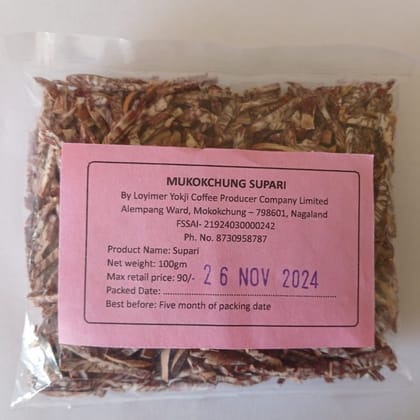 MUKOKCHUNG SUPARI
By Loyimer Yokji Coffee Producer Company Limited
Alempang Ward, Mokokchung – 798601, Nagaland
FSSAI- 21924030000242
Ph. No. 8730958787
Product Name: Supari
Net weight: 100gm
Max retail price: 90/- 26 NOV 2024
Packed Date: ........................................................
Best before: Five month of packing date